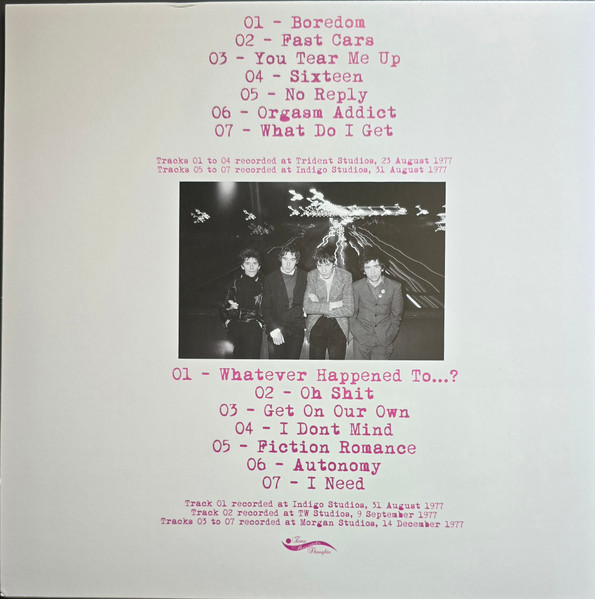 01 - Boredom
02 - Fast Cars
03 - You Tear Me Up
04 - Sixteen
05 - No Reply
06 - Orgasm Addict
07 - What Do I Get
Tracks 01 to 04 recorded at Trident Studios, 23 August 1977
Tracks 05 to 07 recorded at Indigo Studios, 31 August 1977
01 - Whatever Happened To...?
02 - Oh Shit
03 - Get On Our Own
04 - I Dont Mind
05 - Fiction Romance
06 - Autonomy
07 - I Need
Track 01 recorded at Indigo Studios, 31 August 1977
Track 02 recorded at TW Studios, 9 September 1977
Tracks 03 to 07 recorded at Morgan Studios, 14 December 1977